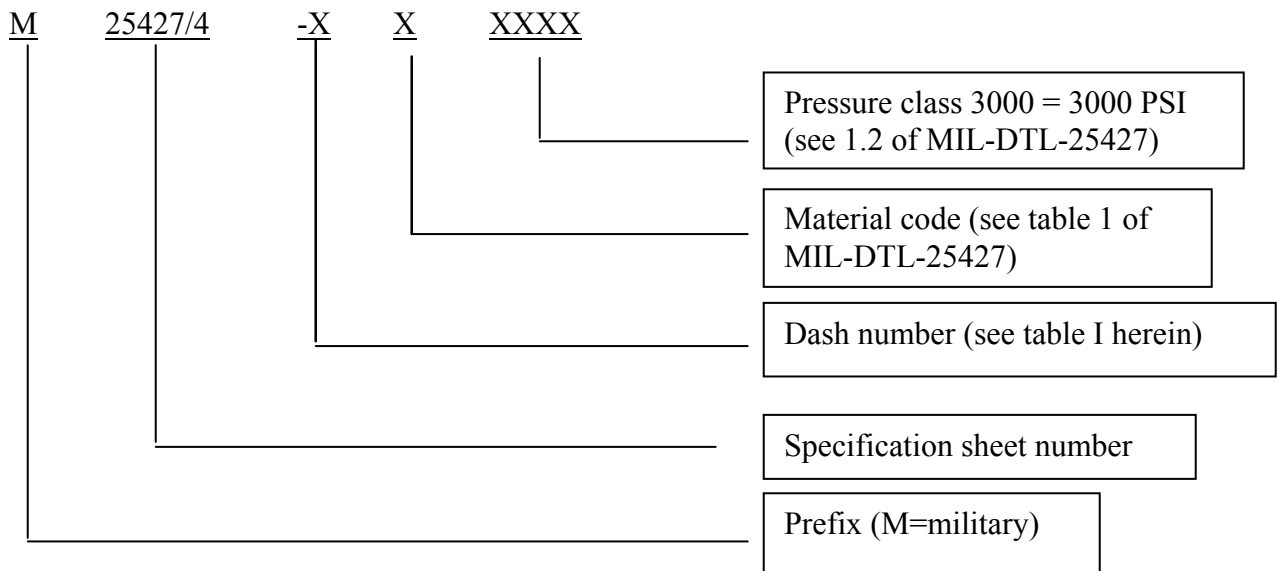 M 25427/4 -X X XXXX
Pressure class 3000 = 3000 PSI
(see 1.2 of MIL-DTL-25427)
Material code (see table 1 of
MIL-DTL-25427)
Dash number (see table I herein)
Specification sheet number
Prefix (M=military)